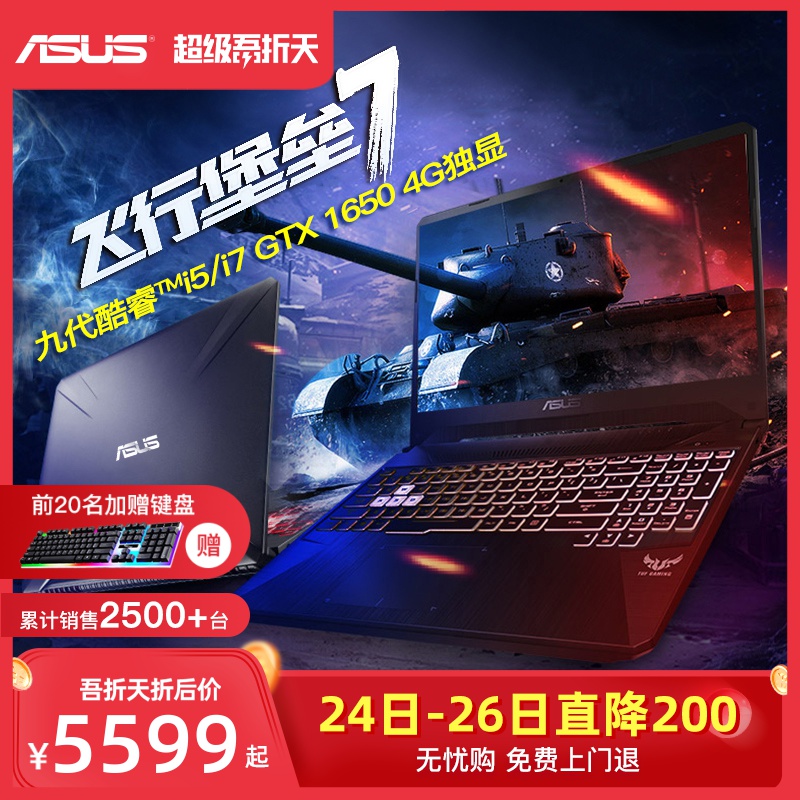 ASUS 超级吾折天
飞行堡垒7
九代酷睿™i5/i7 GTX 1650 4G独显
ASUS
ASUS
TUF GAMING
前20名加赠键盘
赠
累计销售2500+台
吾折天折后价
¥5599起
24日-26日直降200
无忧购 免费上门退